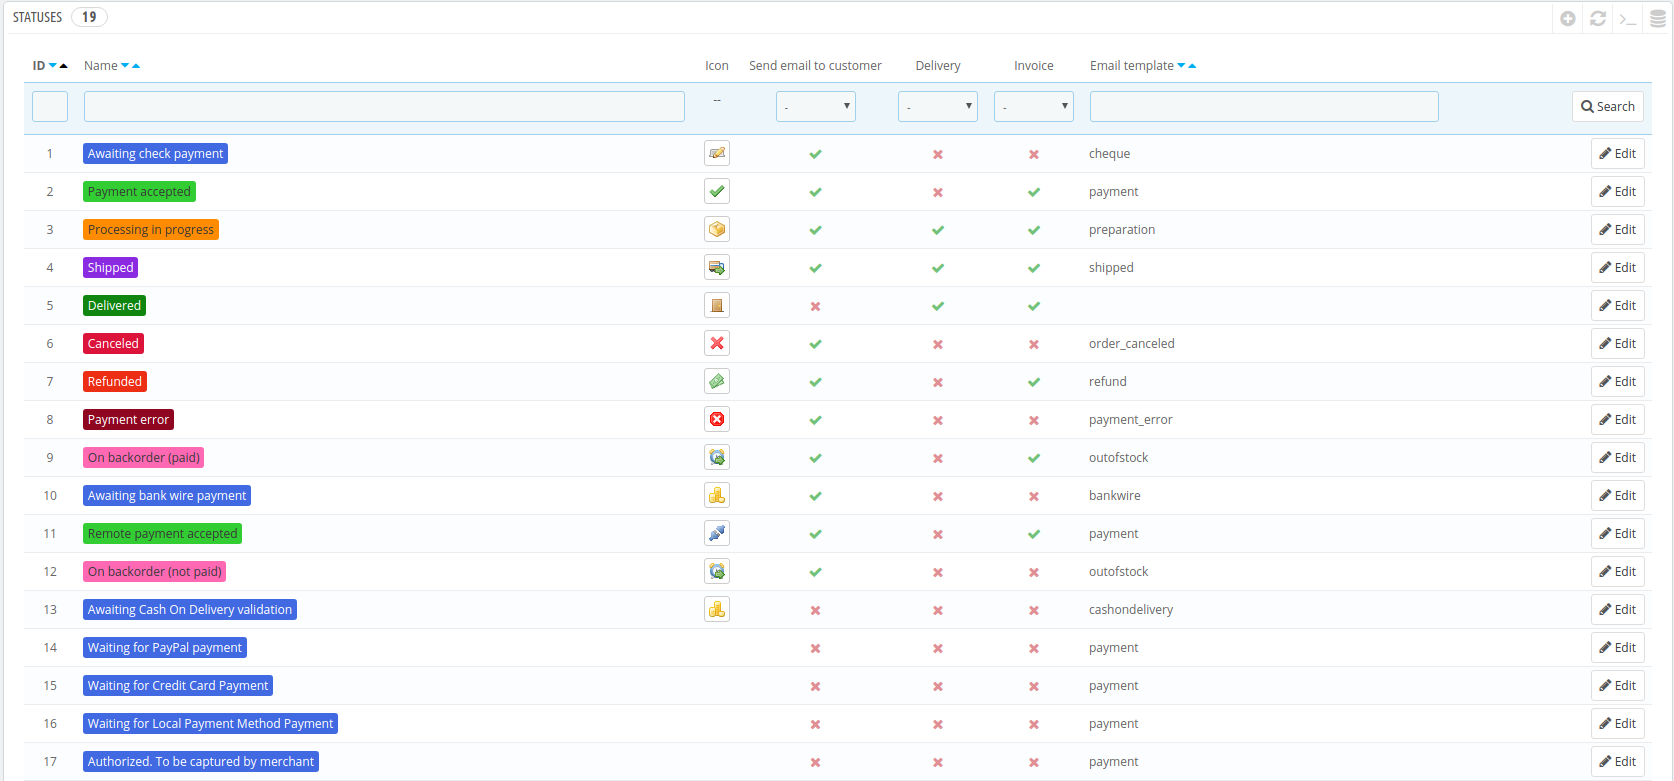 STATUSES 19
ID Name Icon Send email to customer Delivery Invoice Email template
-- - - - Search
1 Awaiting check payment cheque Edit
2 Payment accepted payment Edit
3 Processing in progress preparation Edit
4 Shipped shipped Edit
5 Delivered Edit
6 Canceled order_canceled Edit
7 Refunded refund Edit
8 Payment error payment_error Edit
9 On backorder (paid) outofstock Edit
10 Awaiting bank wire payment bankwire Edit
11 Remote payment accepted payment Edit
12 On backorder (not paid) outofstock Edit
13 Awaiting Cash On Delivery validation cashondelivery Edit
14 Waiting for PayPal payment payment Edit
15 Waiting for Credit Card Payment payment Edit
16 Waiting for Local Payment Method Payment payment Edit
17 Authorized. To be captured by merchant payment Edit